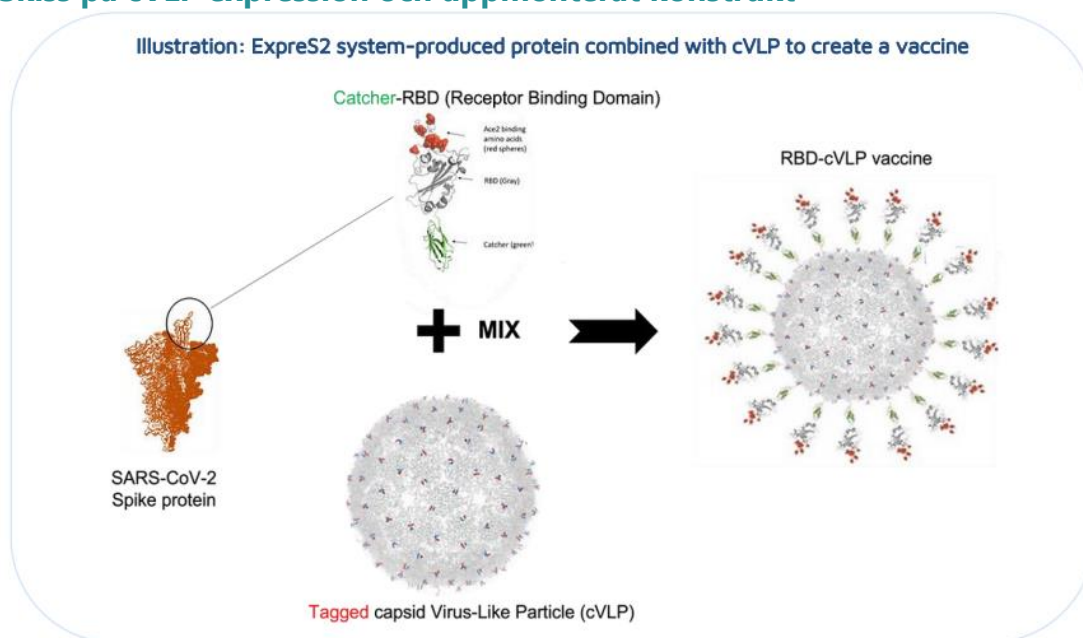 Illustration: ExpreS2 system-produced protein combined with cVLP to create a vaccine
Catcher-RBD (Receptor Binding Domain)
Ace2 binding
amino acids
(red spheres)
RBD (Gray)
Catcher (green)
RBD-cVLP vaccine
MIX
SARS-CoV-2
Spike protein
Tagged capsid Virus-Like Particle (cVLP)